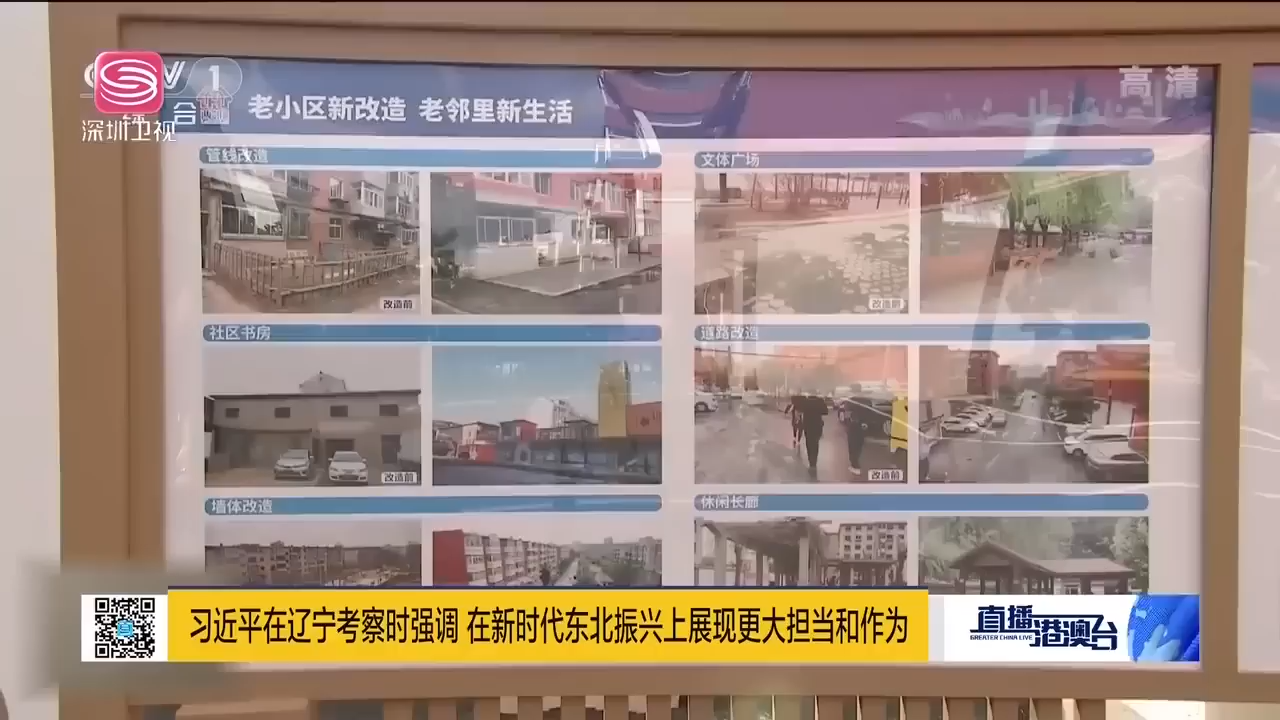 1
综合
高清
深圳卫视
老小区新改造 老邻里新生活
管线改造
文体广场
改造前
改造前
社区书房
道路改造
改造前
改造前
墙体改造
休闲长廊
习近平在辽宁考察时强调 在新时代东北振兴上展现更大担当和作为
直播港澳台
GREATER CHINA LIVE